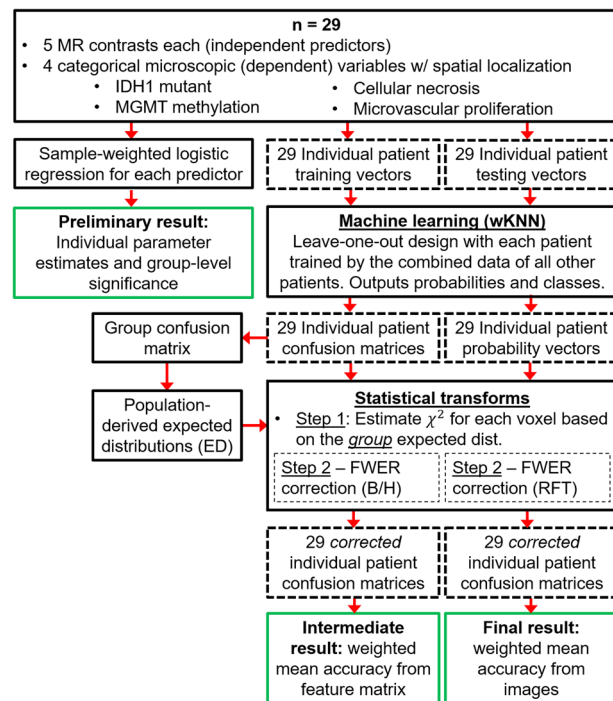 n = 29
• 5 MR contrasts each (independent predictors)
• 4 categorical microscopic (dependent) variables w/ spatial localization
• IDH1 mutant
• MGMT methylation
• Cellular necrosis
• Microvascular proliferation
Sample-weighted logistic
regression for each predictor
29 Individual patient
training vectors
29 Individual patient
testing vectors
Preliminary result:
Individual parameter
estimates and group-level
significance
Machine learning (wKNN)
Leave-one-out design with each patient
trained by the combined data of all other
patients. Outputs probabilities and classes.
Group confusion
matrix
29 Individual patient
confusion matrices
29 Individual patient
probability vectors
Population-
derived expected
distributions (ED)
Statistical transforms
• Step 1: Estimate χ² for each voxel based
on the group expected dist.
Step 2 – FWER
correction (B/H)
Step 2 – FWER
correction (RFT)
29 corrected
individual patient
confusion matrices
29 corrected
individual patient
confusion matrices
Intermediate
result: weighted
mean accuracy from
feature matrix
Final result:
weighted mean
accuracy from
images